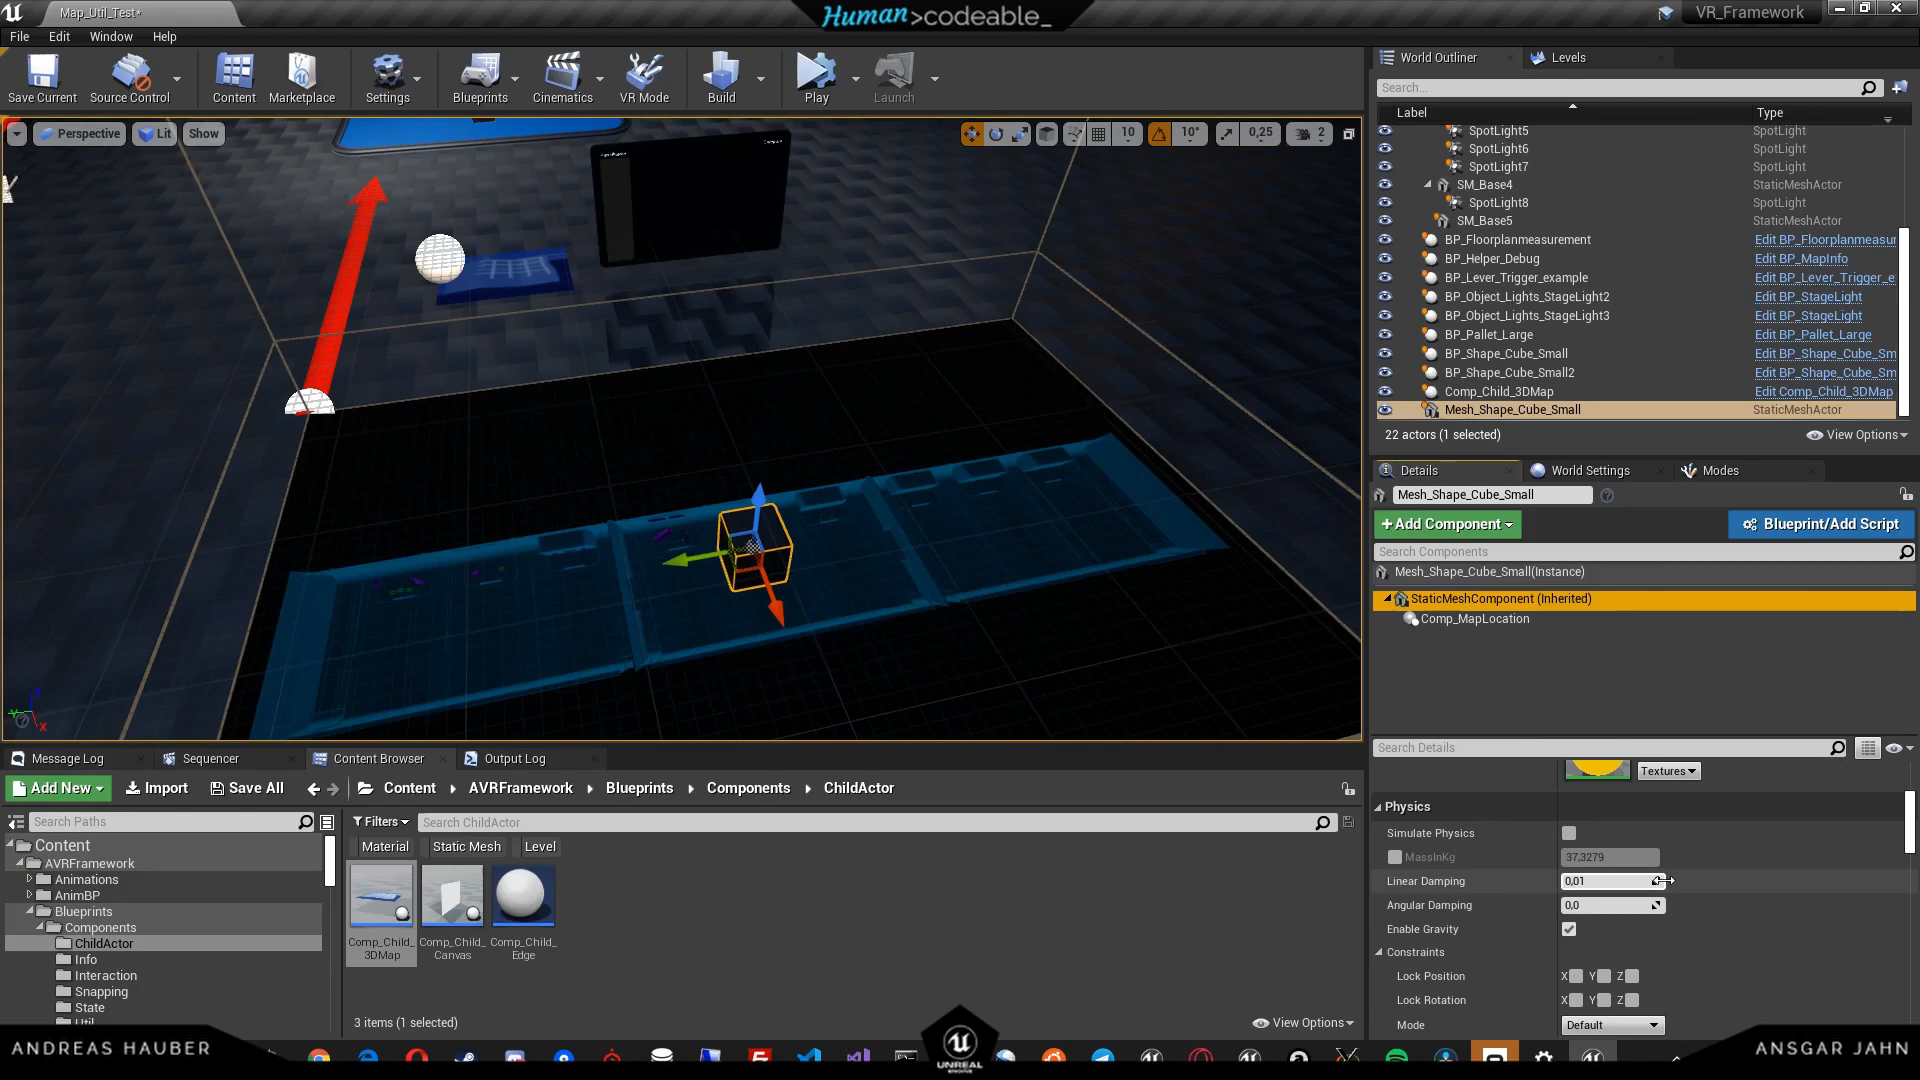 Map_Util_Test*
Human>codeable_
VR_Framework
File Edit Window Help
Save Current
Source Control
Content
Marketplace
Settings
Blueprints
Cinematics
VR Mode
Build
Play
Launch
Perspective
Lit
Show
10
10°
0,25
2
World Outliner
Levels
Search...
Label Type
SpotLight5 SpotLight
SpotLight6 SpotLight
SpotLight7 SpotLight
SM_Base4 StaticMeshActor
SpotLight8 SpotLight
SM_Base5 StaticMeshActor
BP_Floorplanmeasurement Edit BP_Floorplanmeasur
BP_Helper_Debug Edit BP_MapInfo
BP_Lever_Trigger_example Edit BP_Lever_Trigger_e
BP_Object_Lights_StageLight2 Edit BP_StageLight
BP_Object_Lights_StageLight3 Edit BP_StageLight
BP_Pallet_Large Edit BP_Pallet_Large
BP_Shape_Cube_Small Edit BP_Shape_Cube_Sm
BP_Shape_Cube_Small2 Edit BP_Shape_Cube_Sm
Comp_Child_3DMap Edit Comp_Child_3DMap
Mesh_Shape_Cube_Small StaticMeshActor
22 actors (1 selected)
View Options
Details
World Settings
Modes
Mesh_Shape_Cube_Small
+Add Component
Blueprint/Add Script
Search Components
Mesh_Shape_Cube_Small(Instance)
StaticMeshComponent (Inherited)
Comp_MapLocation
Search Details
Textures
Physics
Simulate Physics
MassInKg 37,3279
Linear Damping 0,01
Angular Damping 0,0
Enable Gravity
Constraints
Lock Position X Y Z
Lock Rotation X Y Z
Mode Default
Message Log
Sequencer
Content Browser
Output Log
Add New
Import
Save All
Content
AVRFramework
Blueprints
Components
ChildActor
Search Paths
Filters
Search ChildActor
Material
Static Mesh
Level
Content
AVRFramework
Animations
AnimBP
Blueprints
Components
ChildActor
Info
Interaction
Snapping
State
Util
Comp_Child_
3DMap
Comp_Child_
Canvas
Comp_Child_
Edge
3 items (1 selected)
View Options
ANDREAS HAUBER
UNREAL
ENGINE
ANSGAR JAHN